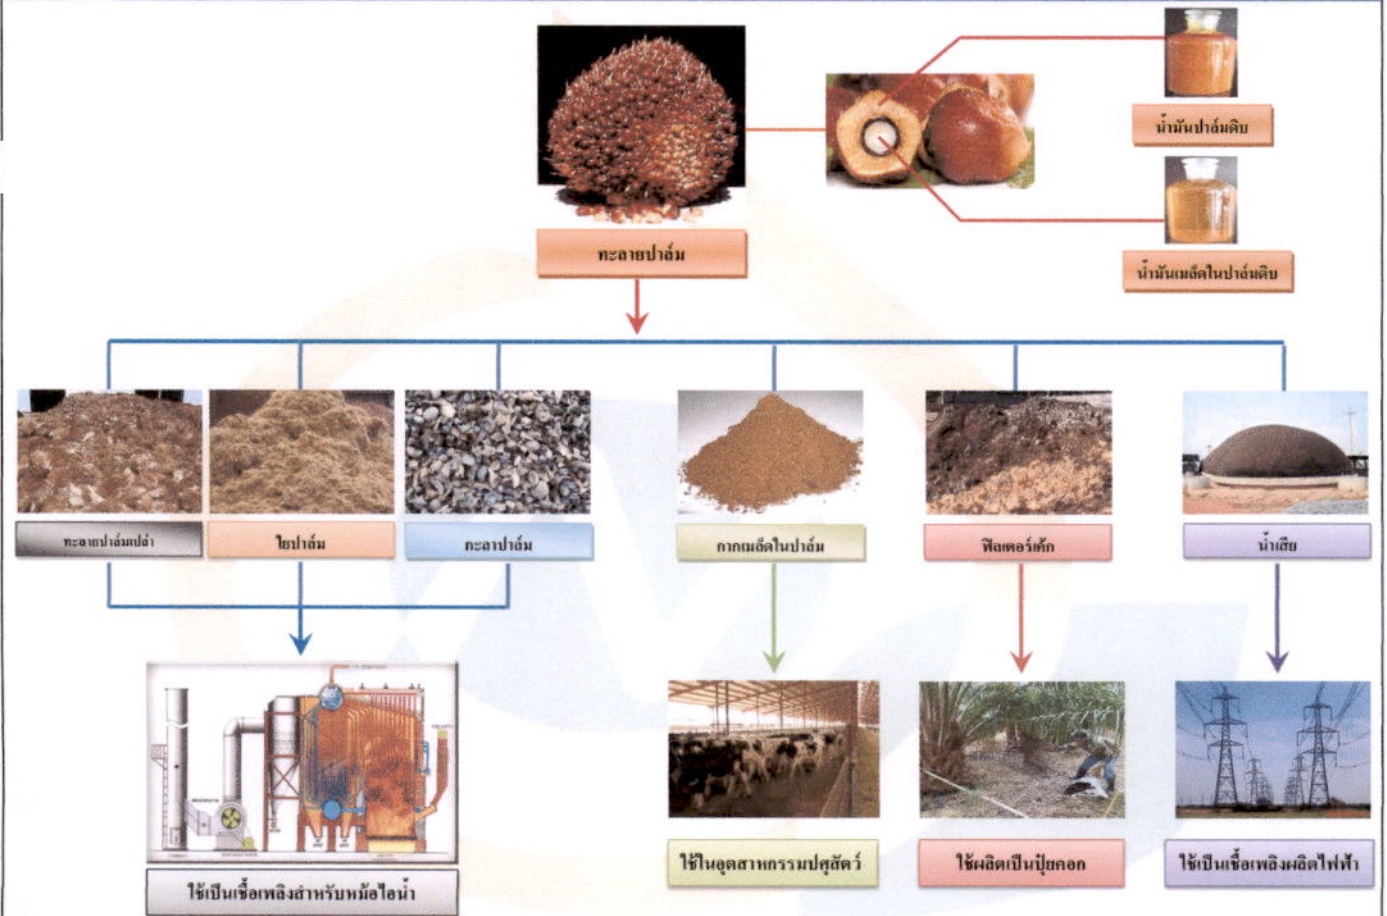 น้ำมันปาล์มดิบ
น้ำมันเมล็ดในปาล์มดิบ
ทะลายปาล์ม
ทะลายปาล์มเปล่า
ใยปาล์ม
กะลาปาล์ม
กากเมล็ดในปาล์ม
ฟิลเตอร์เค้ก
น้ำเสีย
ใช้เป็นเชื้อเพลิงสำหรับหม้อไอน้ำ
ใช้ในอุตสาหกรรมปศุสัตว์
ใช้ผลิตเป็นปุ๋ยคอก
ใช้เป็นเชื้อเพลิงผลิตไฟฟ้า